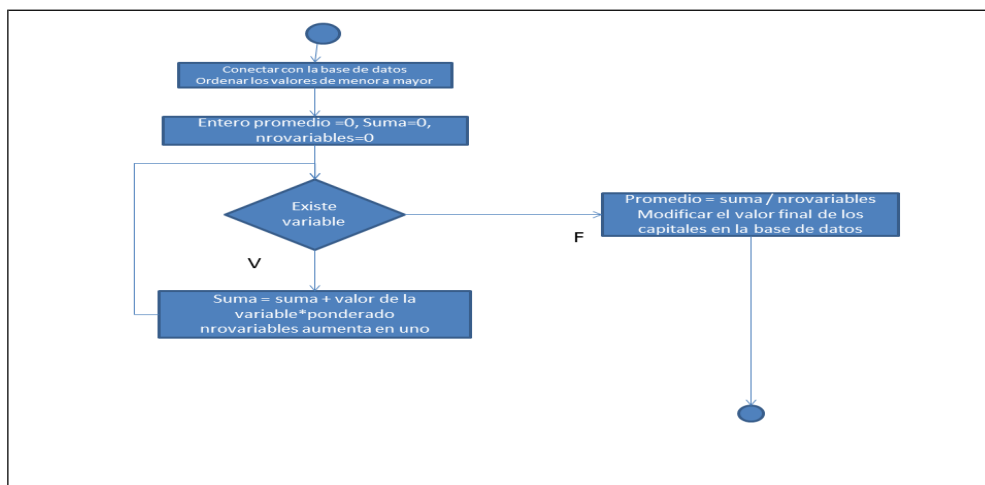 Conectar con la base de datos
Ordenar los valores de menor a mayor
Entero promedio =0, Suma=0,
nrovariables=0
Existe
variable
Promedio = suma / nrovariables
Modificar el valor final de los
capitales en la base de datos
F
V
Suma = suma + valor de la
variable*ponderado
nrovariables aumenta en uno